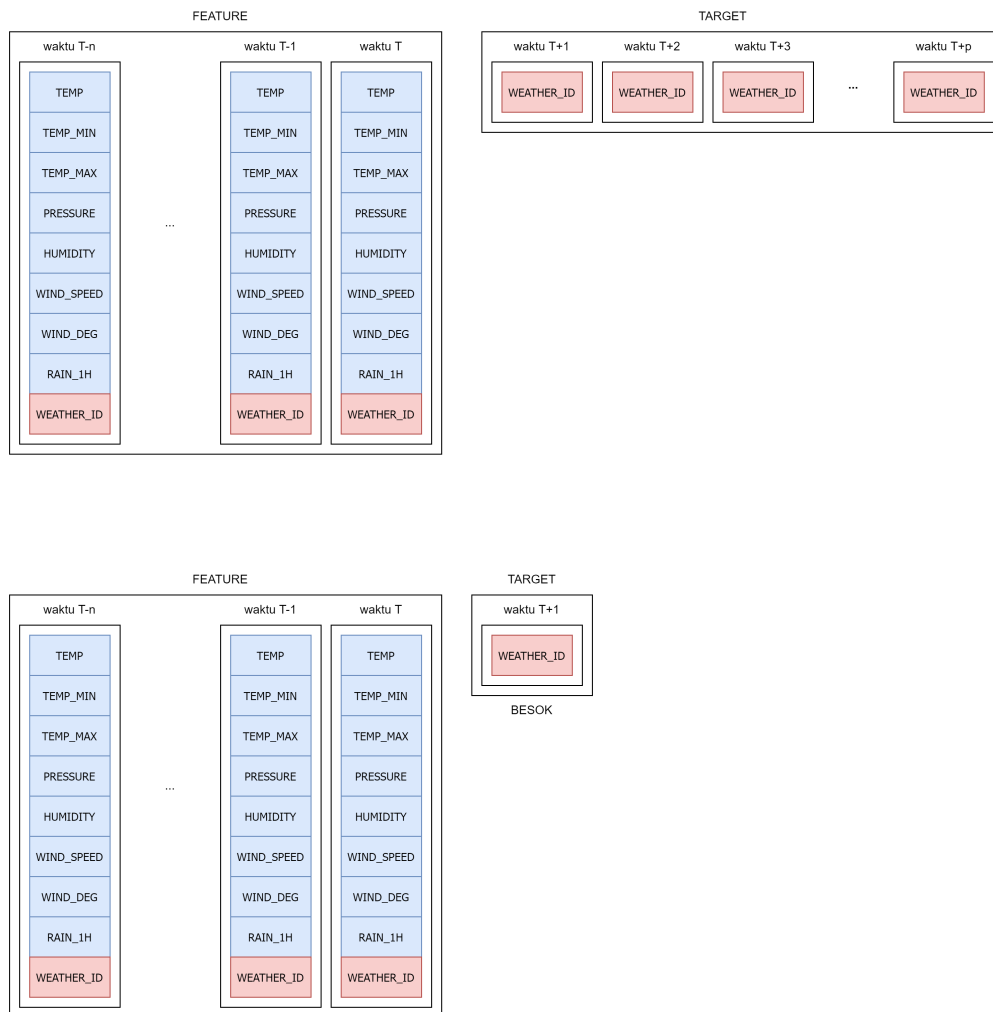 FEATURE
TARGET
waktu T-n
waktu T-1
waktu T
waktu T+1
waktu T+2
waktu T+3
waktu T+p
TEMP
TEMP_MIN
TEMP_MAX
PRESSURE
HUMIDITY
WIND_SPEED
WIND_DEG
RAIN_1H
WEATHER_ID
...
TEMP
TEMP_MIN
TEMP_MAX
PRESSURE
HUMIDITY
WIND_SPEED
WIND_DEG
RAIN_1H
WEATHER_ID
TEMP
TEMP_MIN
TEMP_MAX
PRESSURE
HUMIDITY
WIND_SPEED
WIND_DEG
RAIN_1H
WEATHER_ID
WEATHER_ID
WEATHER_ID
WEATHER_ID
...
WEATHER_ID
FEATURE
TARGET
waktu T-n
waktu T-1
waktu T
waktu T+1
TEMP
TEMP_MIN
TEMP_MAX
PRESSURE
HUMIDITY
WIND_SPEED
WIND_DEG
RAIN_1H
WEATHER_ID
...
TEMP
TEMP_MIN
TEMP_MAX
PRESSURE
HUMIDITY
WIND_SPEED
WIND_DEG
RAIN_1H
WEATHER_ID
TEMP
TEMP_MIN
TEMP_MAX
PRESSURE
HUMIDITY
WIND_SPEED
WIND_DEG
RAIN_1H
WEATHER_ID
WEATHER_ID
BESOK